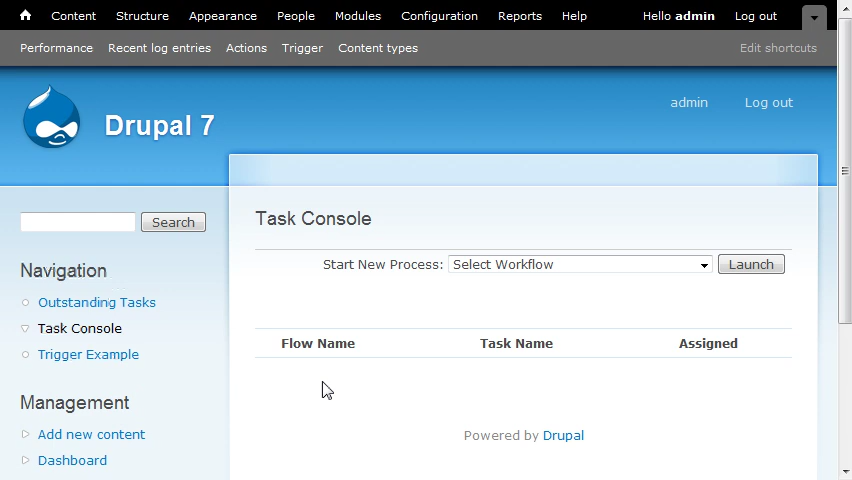 Content Structure Appearance People Modules Configuration Reports Help Hello admin Log out
Performance Recent log entries Actions Trigger Content types Edit shortcuts
admin Log out
Drupal 7
Task Console
Search
Start New Process: Select Workflow Launch
Navigation
Outstanding Tasks
Task Console
Trigger Example
Flow Name Task Name Assigned
Management
Add new content
Dashboard
Powered by Drupal